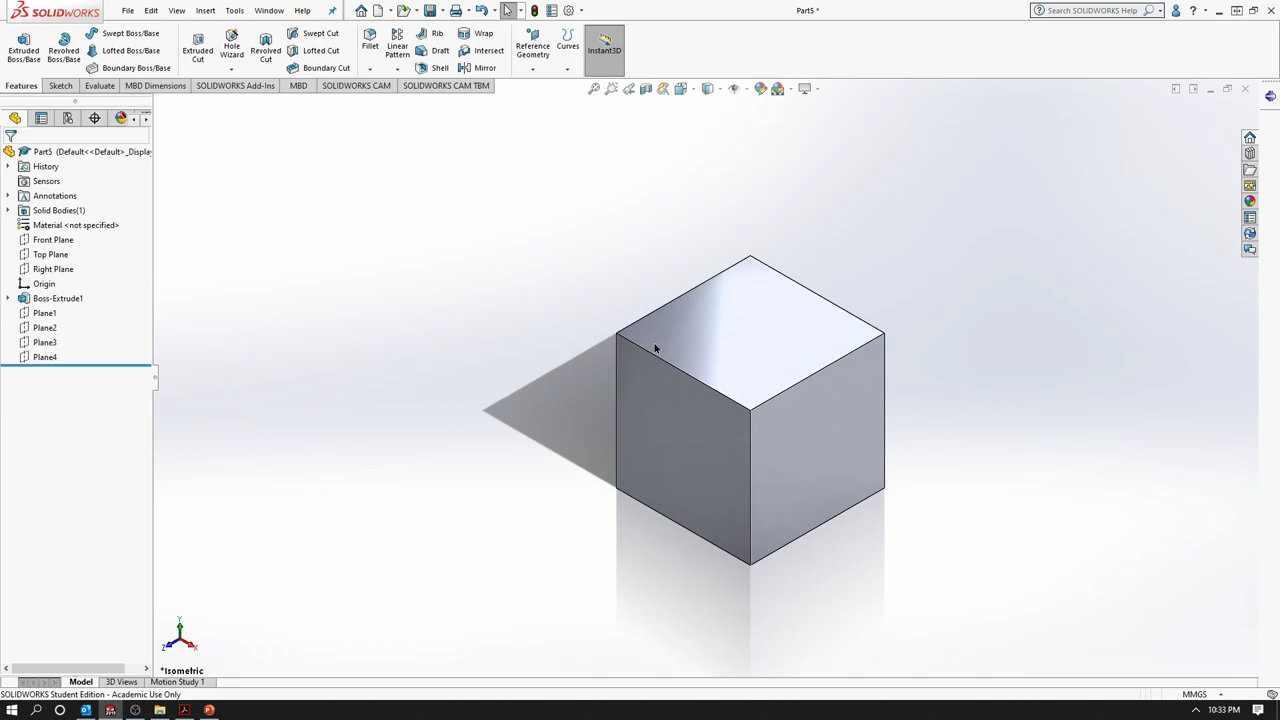 SOLIDWORKS
File Edit View Insert Tools Window Help
Part5 *
Search SOLIDWORKS Help
Extruded Boss/Base
Revolved Boss/Base
Swept Boss/Base
Lofted Boss/Base
Boundary Boss/Base
Extruded Cut
Hole Wizard
Revolved Cut
Swept Cut
Lofted Cut
Boundary Cut
Fillet
Linear Pattern
Rib
Draft
Shell
Wrap
Intersect
Mirror
Reference Geometry
Curves
Instant3D
Features Sketch Evaluate MBD Dimensions SOLIDWORKS Add-Ins MBD SOLIDWORKS CAM SOLIDWORKS CAM TBM
Part5 (Default<<Default>_Display
History
Sensors
Annotations
Solid Bodies(1)
Material <not specified>
Front Plane
Top Plane
Right Plane
Origin
Boss-Extrude1
Plane1
Plane2
Plane3
Plane4
Y
Z X
*Isometric
Model 3D Views Motion Study 1
SOLIDWORKS Student Edition - Academic Use Only
MMGS
10:33 PM